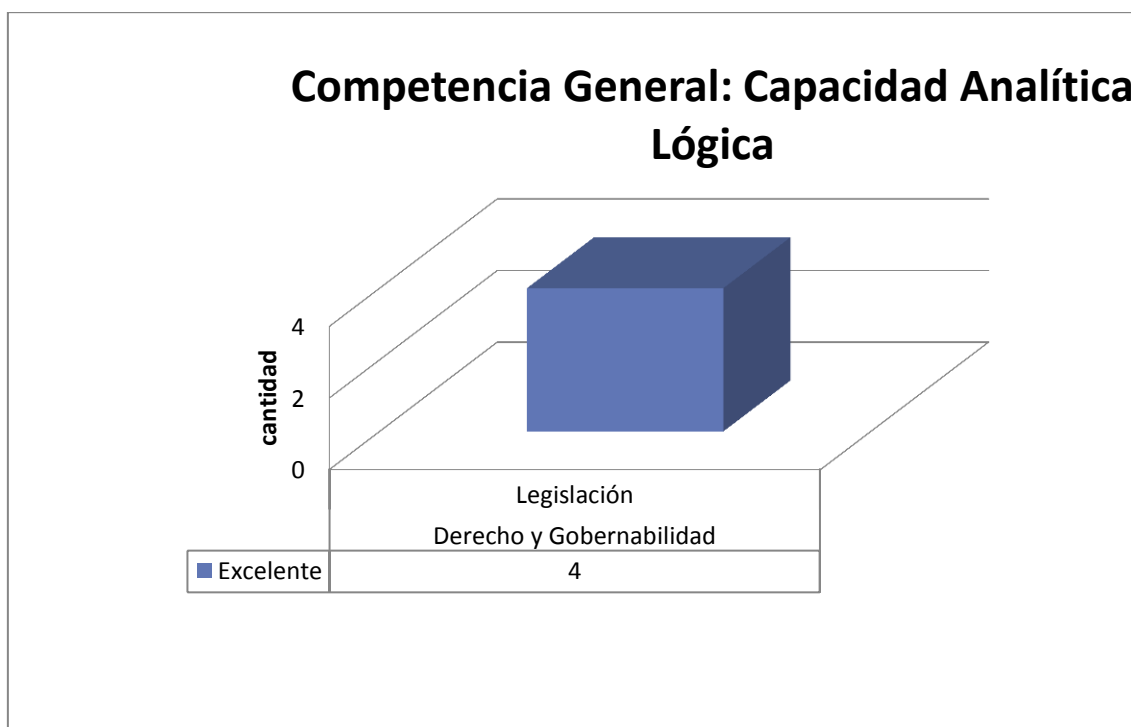 Competencia General: Capacidad Analítica
Lógica
cantidad
4
2
0
Legislación
Derecho y Gobernabilidad
Excelente 4